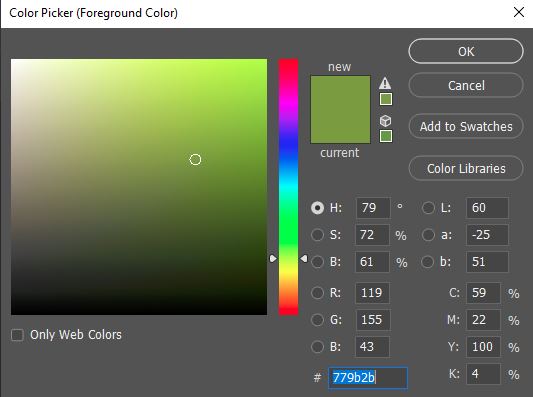 Color Picker (Foreground Color)
new
current
OK
Cancel
Add to Swatches
Color Libraries
H: 79 °
S: 72 %
B: 61 %
R: 119
G: 155
B: 43
# 779b2b
L: 60
a: -25
b: 51
C: 59 %
M: 22 %
Y: 100 %
K: 4 %
Only Web Colors